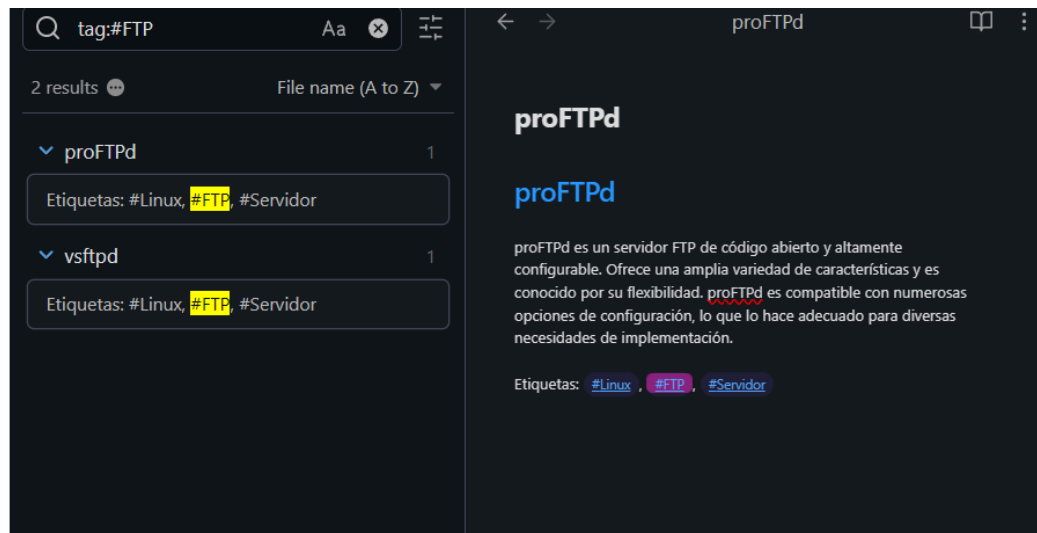 tag:#FTP
Aa
2 results
File name (A to Z)
proFTPd
1
Etiquetas: #Linux, #FTP, #Servidor
vsftpd
1
Etiquetas: #Linux, #FTP, #Servidor
proFTPd
proFTPd
proFTPd
proFTPd es un servidor FTP de código abierto y altamente
configurable. Ofrece una amplia variedad de características y es
conocido por su flexibilidad. proFTPd es compatible con numerosas
opciones de configuración, lo que lo hace adecuado para diversas
necesidades de implementación.
Etiquetas: #Linux , #FTP , #Servidor